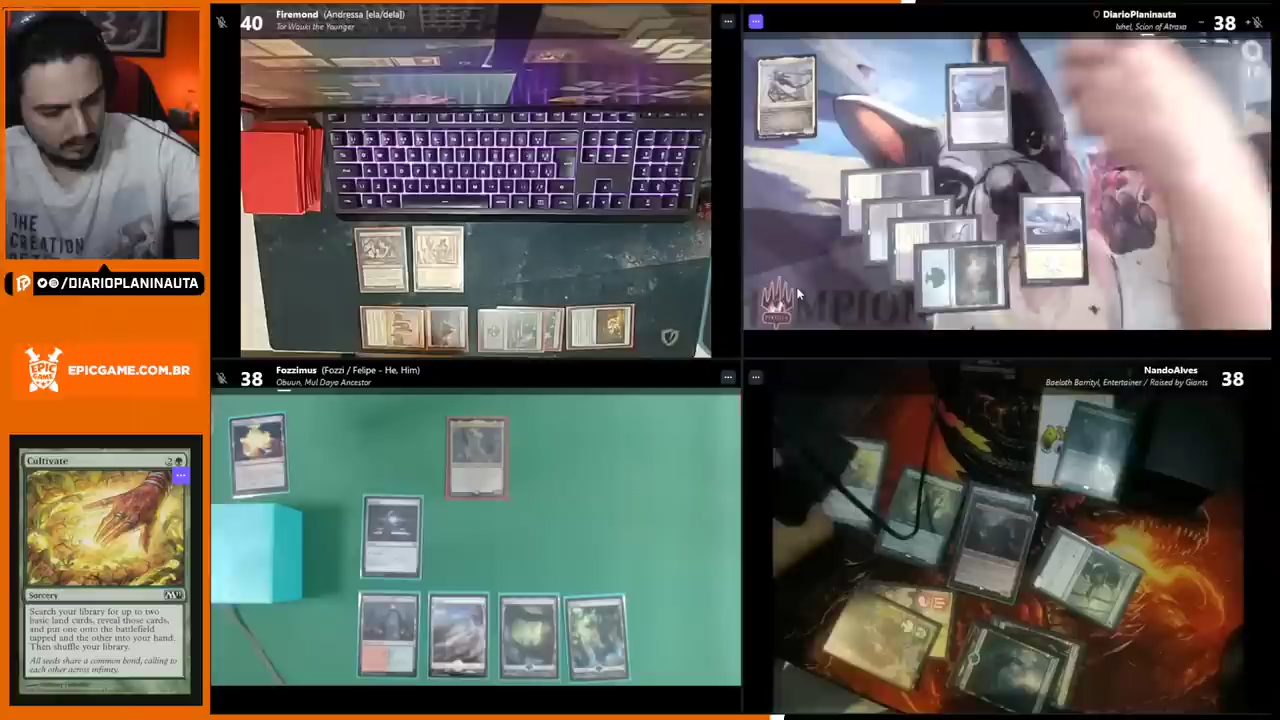 THE
CREATION
/DIARIOPLANINAUTA
EPIC
GAME
EPICGAME.COM.BR
Cultivate 2
Sorcery
Search your library for up to two
basic land cards, reveal those cards,
and put one onto the battlefield
tapped and the other into your hand.
Then shuffle your library.
All seeds share a common bond, calling to
each other across infinity.
40 Firemond (Andressa [ela/dela])
Tor Wauki the Younger
DiarioPlaninauta 38
Ixhel, Scion of Atraxa
38 Fozzimus (Fozzi / Felipe - He, Him)
Obuun, Mul Daya Ancestor
NandoAlves 38
Baeloth Barrityl, Entertainer / Raised by Giants